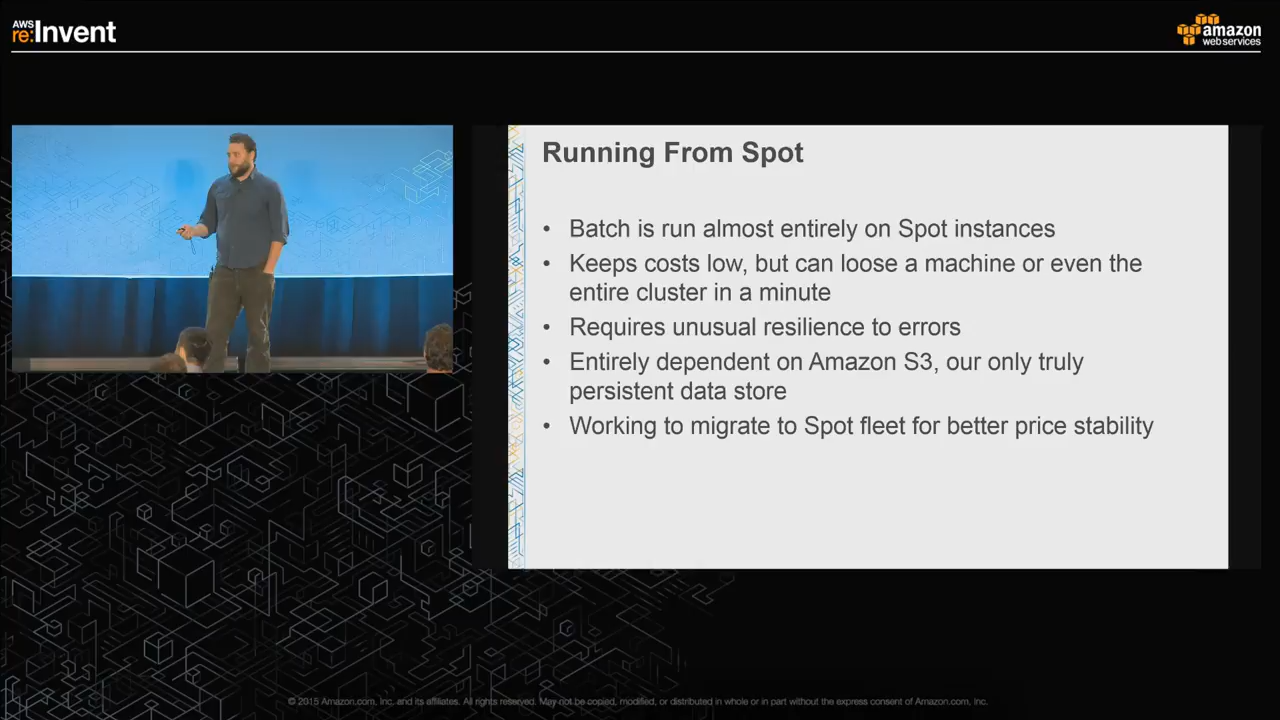 AWS
re:Invent
amazon
webservices
Running From Spot
• Batch is run almost entirely on Spot instances
• Keeps costs low, but can loose a machine or even the
entire cluster in a minute
• Requires unusual resilience to errors
• Entirely dependent on Amazon S3, our only truly
persistent data store
• Working to migrate to Spot fleet for better price stability
© 2015 Amazon.com, Inc. and its affiliates. All rights reserved. May not be copied, modified, or distributed in whole or in part without the express consent of Amazon.com, Inc.